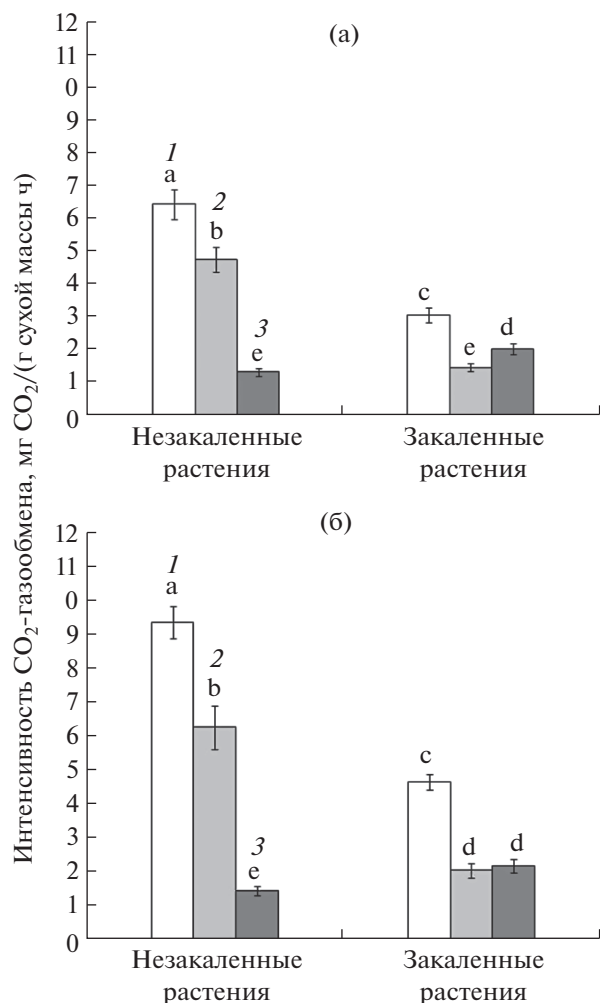 Интенсивность CO₂-газообмена, мг CO₂/(г сухой массы ч)
(а)
12
11
0
9
8
7
6
5
4
3
2
1
0
1
a
2
b
3
e
c
e
d
Незакаленные растения
Закаленные растения
(б)
12
11
0
9
8
7
6
5
4
3
2
1
0
1
a
2
b
3
e
c
d
d
Незакаленные
растения
Закаленные
растения